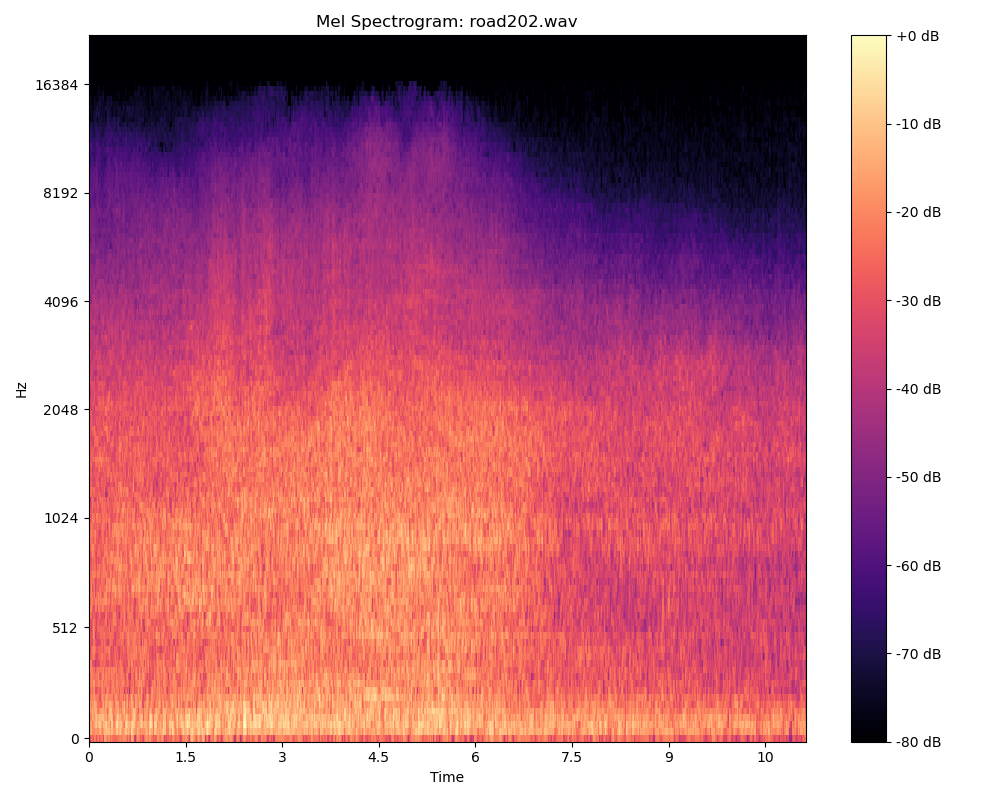 Mel Spectrogram: road202.wav
+0 dB
16384
-10 dB
8192
-20 dB
4096
-30 dB
Hz
-40 dB
2048
-50 dB
1024
-60 dB
512
-70 dB
0
-80 dB
0 1.5 3 4.5 6 7.5 9 10
Time